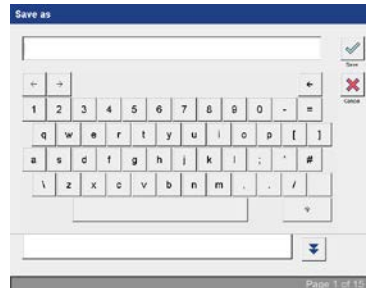 Save as
Save
← → ←
Cancel
1 2 3 4 5 6 7 8 9 0 - =
q w e r t y u i o p [ ]
a s d f g h j k l ; ' #
\ z x c v b n m , . /
Page 1 of 15